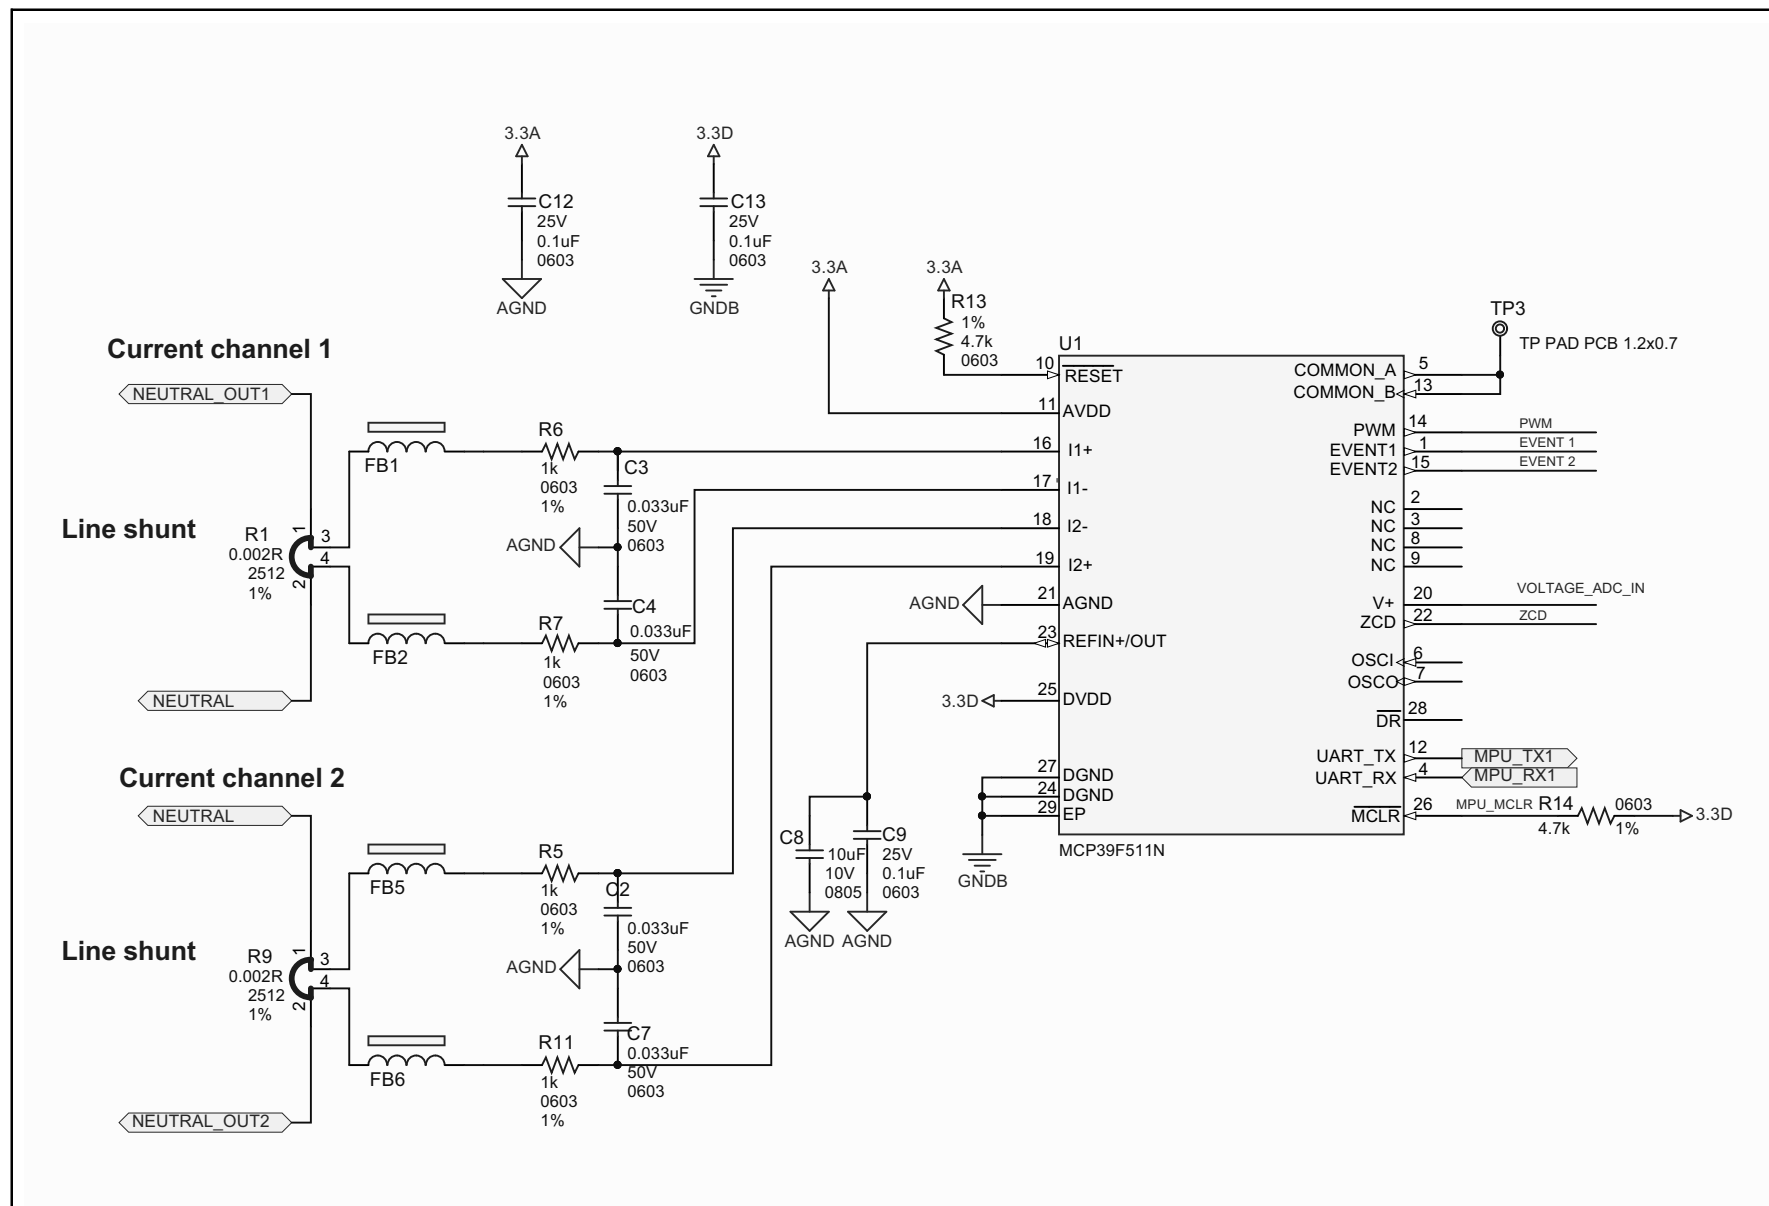 3.3A
C12
25V
0.1uF
0603
AGND
3.3D
C13
25V
0.1uF
0603
GNDB
3.3A
3.3A
R13
1%
4.7k
0603
Current channel 1
NEUTRAL_OUT1
FB1
R6
1k
0603
1%
C3
0.033uF
50V
0603
Line shunt
R1
0.002R
2512
1%
1
3
4
2
AGND
C4
0.033uF
50V
0603
FB2
R7
1k
0603
1%
NEUTRAL
Current channel 2
NEUTRAL
FB5
R5
1k
0603
1%
C2
0.033uF
50V
0603
Line shunt
R9
0.002R
2512
1%
1
3
4
2
AGND
C7
0.033uF
50V
0603
FB6
R11
1k
0603
1%
NEUTRAL_OUT2
U1
10 RESET
11 AVDD
16 I1+
17 I1-
18 I2-
19 I2+
AGND 21 AGND
23 REFIN+/OUT
3.3D 25 DVDD
27 DGND
24 DGND
29 EP
GNDB
MCP39F511N
C8
10uF
10V
0805
AGND
C9
25V
0.1uF
0603
AGND
TP3
TP PAD PCB 1.2x0.7
COMMON_A 5
COMMON_B 13
PWM 14 PWM
EVENT1 1 EVENT 1
EVENT2 15 EVENT 2
NC 2
NC 3
NC 8
NC 9
V+ 20 VOLTAGE_ADC_IN
ZCD 22 ZCD
OSCI 6
OSCO 7
DR 28
UART_TX 12 MPU_TX1
UART_RX 4 MPU_RX1
MCLR 26 MPU_MCLR R14 0603 3.3D
4.7k 1%